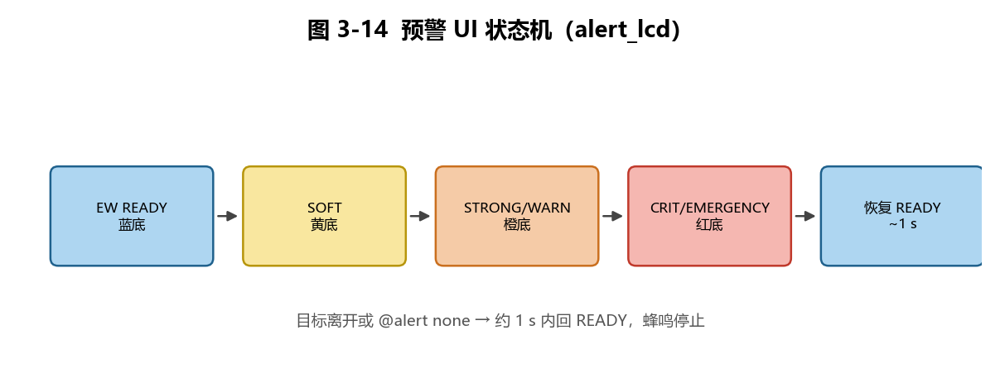 图 3-14 预警 UI 状态机（alert_lcd）
EW READY
蓝底
SOFT
黄底
STRONG/WARN
橙底
CRIT/EMERGENCY
红底
恢复 READY
~1 s
目标离开或 @alert none → 约 1 s 内回 READY，蜂鸣停止